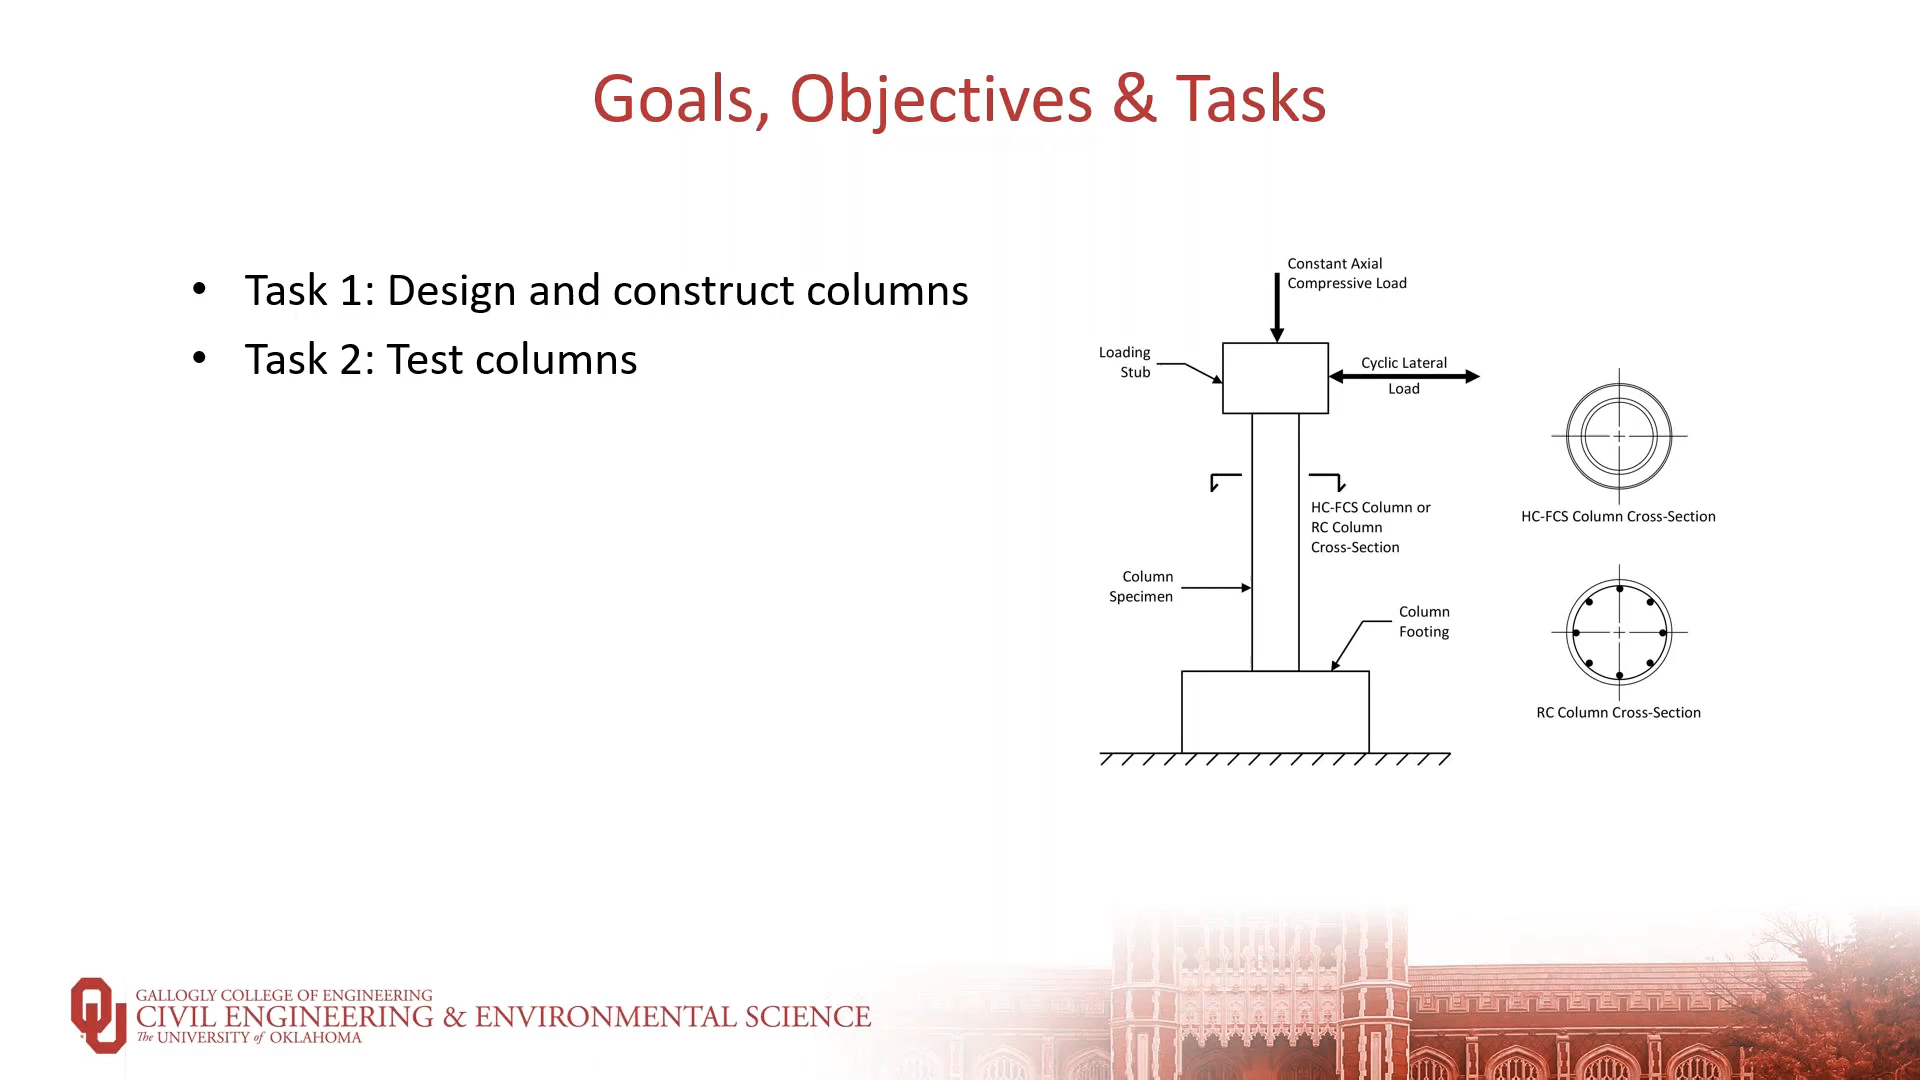 Goals, Objectives & Tasks
• Task 1: Design and construct columns
• Task 2: Test columns
Constant Axial
Compressive Load
Loading
Stub
Cyclic Lateral
Load
HC-FCS Column or
RC Column
Cross-Section
Column
Specimen
Column
Footing
HC-FCS Column Cross-Section
RC Column Cross-Section
OU
GALLOGLY COLLEGE OF ENGINEERING
CIVIL ENGINEERING & ENVIRONMENTAL SCIENCE
The UNIVERSITY of OKLAHOMA